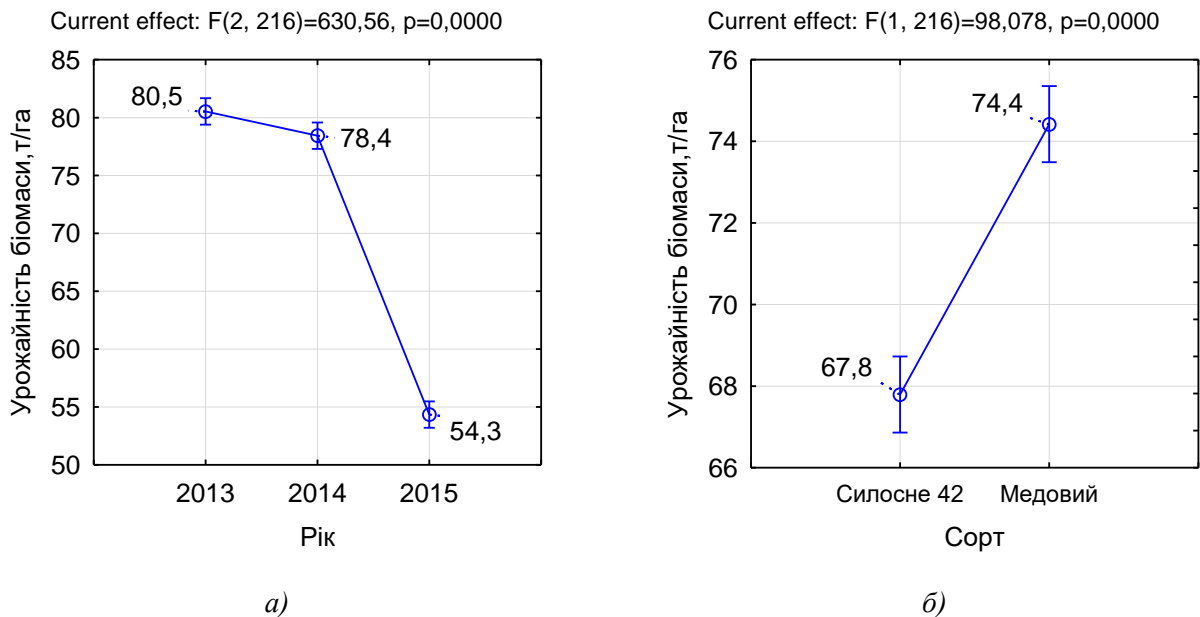 Current effect: F(2, 216)=630,56, p=0,0000
85
80
75
70
65
60
55
50
Урожайність біомаси,т/га
80,5
78,4
54,3
2013 2014 2015
Рік
а)
Current effect: F(1, 216)=98,078, p=0,0000
76
74
72
70
68
66
Урожайність біомаси,т/га
74,4
67,8
Силосне 42 Медовий
Сорт
б)